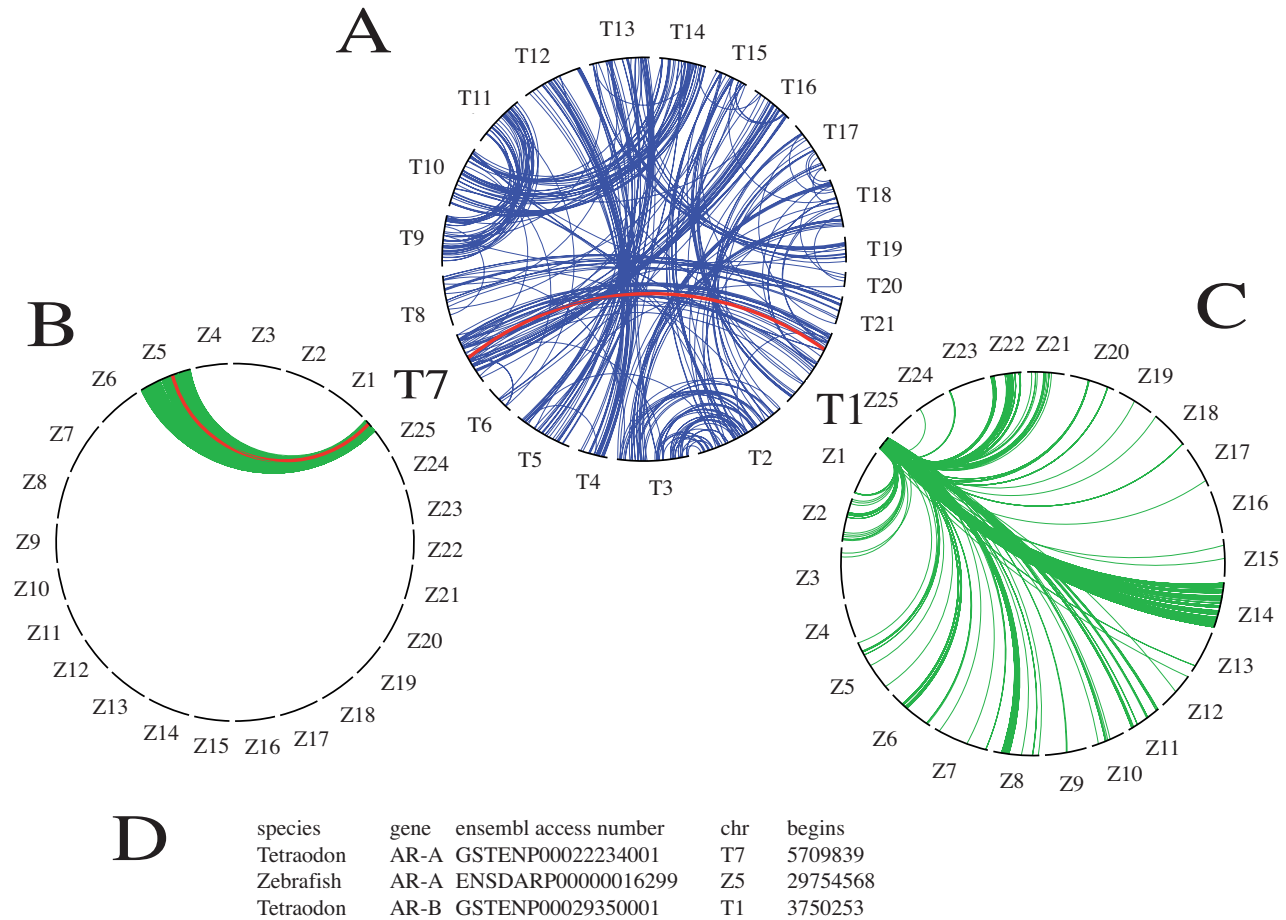 A
T13
T14
T12
T15
T16
T11
T17
T10
T18
T9
T19
T20
T8
T21
T7
T1
T6
T5
T4
T3
T2
B
Z5
Z4
Z3
Z6
Z2
Z1
Z7
Z25
Z8
Z24
Z23
Z9
Z22
Z10
Z21
Z11
Z20
Z12
Z19
Z13
Z18
Z14
Z15
Z16
Z17
C
Z23
Z22
Z21
Z20
Z24
Z19
Z25
Z18
Z1
Z17
Z2
Z16
Z15
Z3
Z14
Z4
Z13
Z5
Z12
Z6
Z11
Z7
Z10
Z8
Z9
D
species gene ensembl access number chr begins
Tetraodon AR-A GSTENP00022234001 T7 5709839
Zebrafish AR-A ENSDARP00000016299 Z5 29754568
Tetraodon AR-B GSTENP00029350001 T1 3750253